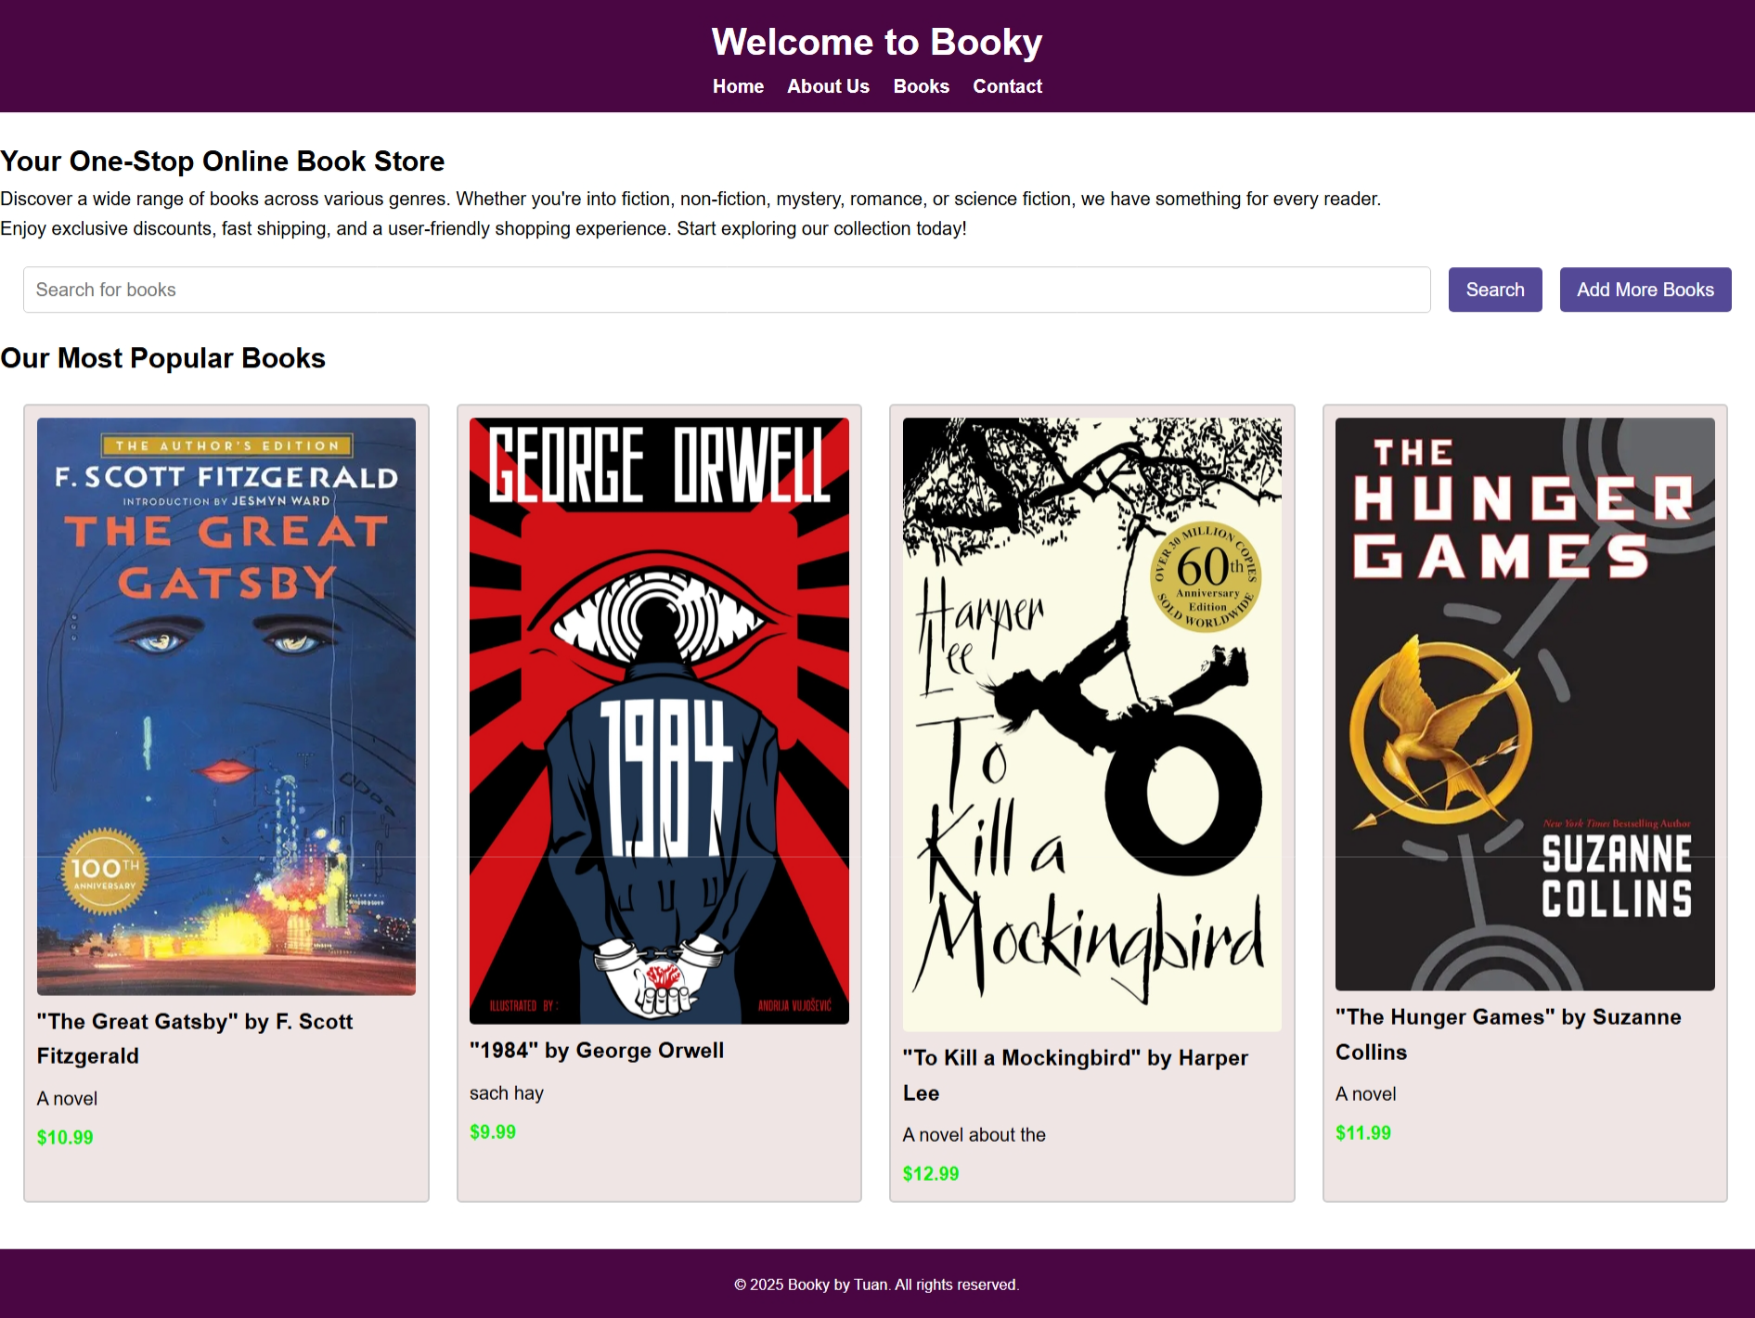 Welcome to Booky
Home About Us Books Contact
Your One-Stop Online Book Store
Discover a wide range of books across various genres. Whether you're into fiction, non-fiction, mystery, romance, or science fiction, we have something for every reader.
Enjoy exclusive discounts, fast shipping, and a user-friendly shopping experience. Start exploring our collection today!
Search for books
Search
Add More Books
Our Most Popular Books
THE AUTHOR'S EDITION
F. SCOTT FITZGERALD
INTRODUCTION BY JESMYN WARD
THE GREAT
GATSBY
100TH
ANNIVERSARY
"The Great Gatsby" by F. Scott
Fitzgerald
A novel
$10.99
GEORGE ORWELL
1984
ILLUSTRATED BY:
ANDRIJA VUJOŠEVIĆ
"1984" by George Orwell
sach hay
$9.99
OVER 30 MILLION COPIES
60th
Anniversary
Edition
SOLD WORLDWIDE
Harper
Lee
To
Kill a
Mockingbird
"To Kill a Mockingbird" by Harper
Lee
A novel about the
$12.99
THE
HUNGER
GAMES
New York Times Bestselling Author
SUZANNE
COLLINS
"The Hunger Games" by Suzanne
Collins
A novel
$11.99
© 2025 Booky by Tuan. All rights reserved.